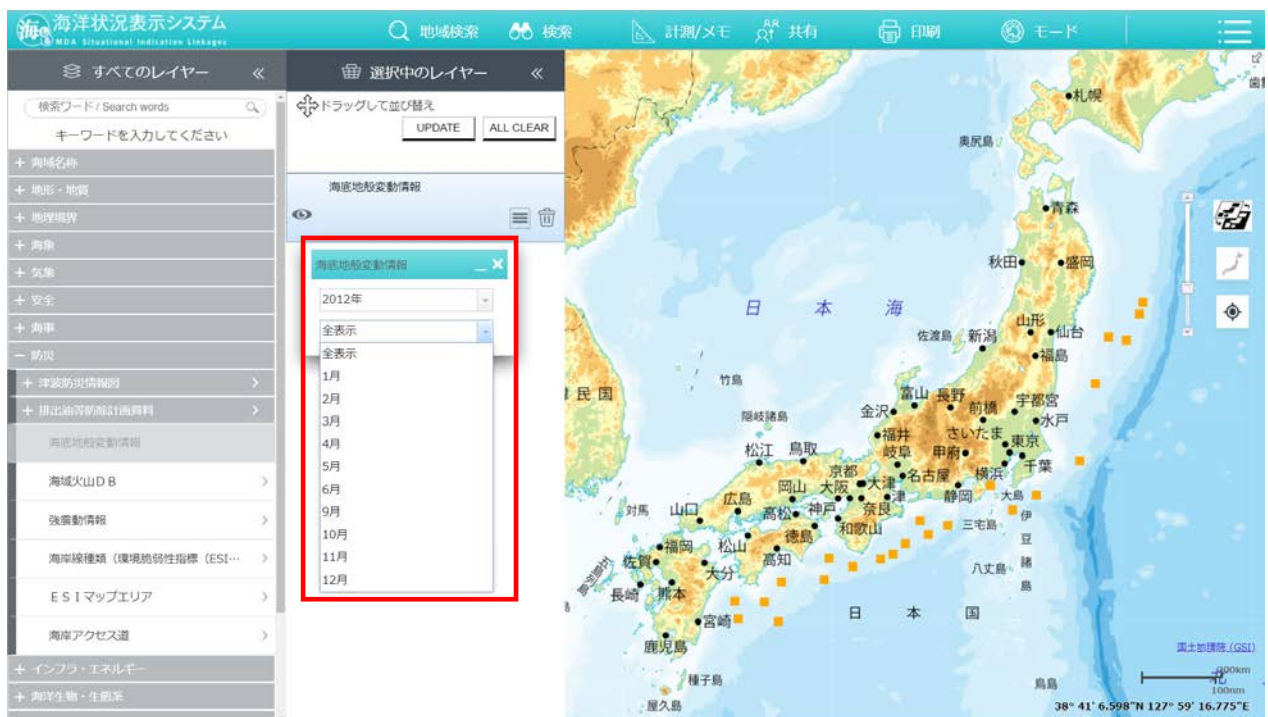 海洋状況表示システム
MDA Situational Indication Linkages
地域検索
検索
計測/メモ
共有
印刷
モード
すべてのレイヤー «
検索ワード / Search words
キーワードを入力してください
+ 海域名称
+ 地形・地質
+ 地理境界
+ 海象
+ 気象
+ 安全
+ 海事
− 防災
+ 津波防災情報図
+ 排出油等防除計画資料
海底地殻変動情報
海域火山DB
強震動情報
海岸線種類(環境脆弱性指標(ESI…
ESIマップエリア
海岸アクセス道
+ インフラ・エネルギー
+ 海洋生物・生態系
選択中のレイヤー «
ドラッグして並び替え
UPDATE
ALL CLEAR
海底地殻変動情報
海底地殻変動情報
2012年
全表示
全表示
1月
2月
3月
4月
5月
6月
9月
10月
11月
12月
札幌
奥尻島
青森
秋田
盛岡
日本海
山形
仙台
佐渡島
新潟
福島
竹島
民国
富山
長野
宇都宮
金沢
前橋
水戸
隠岐諸島
福井
さいたま
東京
松江
鳥取
岐阜
甲府
千葉
京都
横浜
岡山
大阪
大津
名古屋
広島
津
静岡
大島
対馬
山口
高松
神戸
奈良
三宅島
伊豆諸島
徳島
和歌山
福岡
松山
佐賀
高知
八丈島
大分
五島列島
長崎
熊本
日本国
宮崎
鹿児島
国土地理院 (GSI)
種子島
鳥島
屋久島
200km
100nm
北
38° 41' 6.598"N 127° 59' 16.775"E